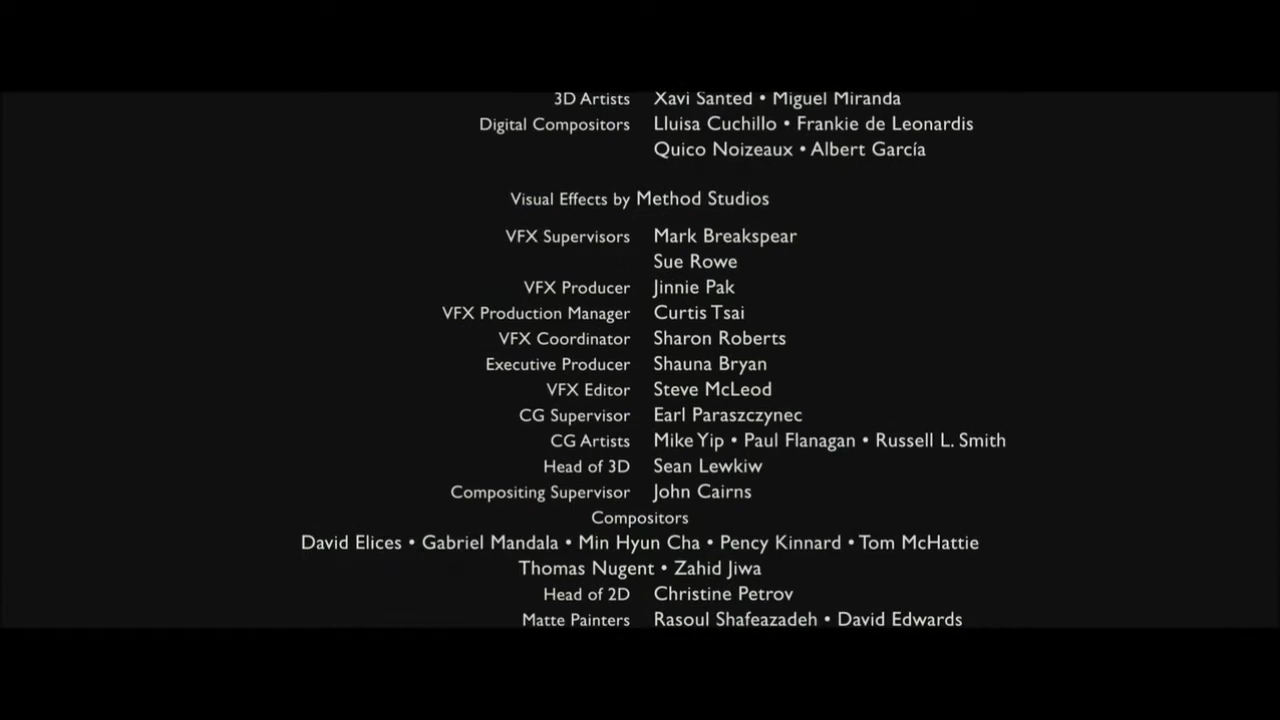 3D Artists Xavi Santed • Miguel Miranda
Digital Compositors Lluisa Cuchillo • Frankie de Leonardis
Quico Noizeaux • Albert García
Visual Effects by Method Studios
VFX Supervisors Mark Breakspear
Sue Rowe
VFX Producer Jinnie Pak
VFX Production Manager Curtis Tsai
VFX Coordinator Sharon Roberts
Executive Producer Shauna Bryan
VFX Editor Steve McLeod
CG Supervisor Earl Paraszczynec
CG Artists Mike Yip • Paul Flanagan • Russell L. Smith
Head of 3D Sean Lewkiw
Compositing Supervisor John Cairns
Compositors
David Elices • Gabriel Mandala • Min Hyun Cha • Pency Kinnard • Tom McHattie
Thomas Nugent • Zahid Jiwa
Head of 2D Christine Petrov
Matte Painters Rasoul Shafeazadeh • David Edwards